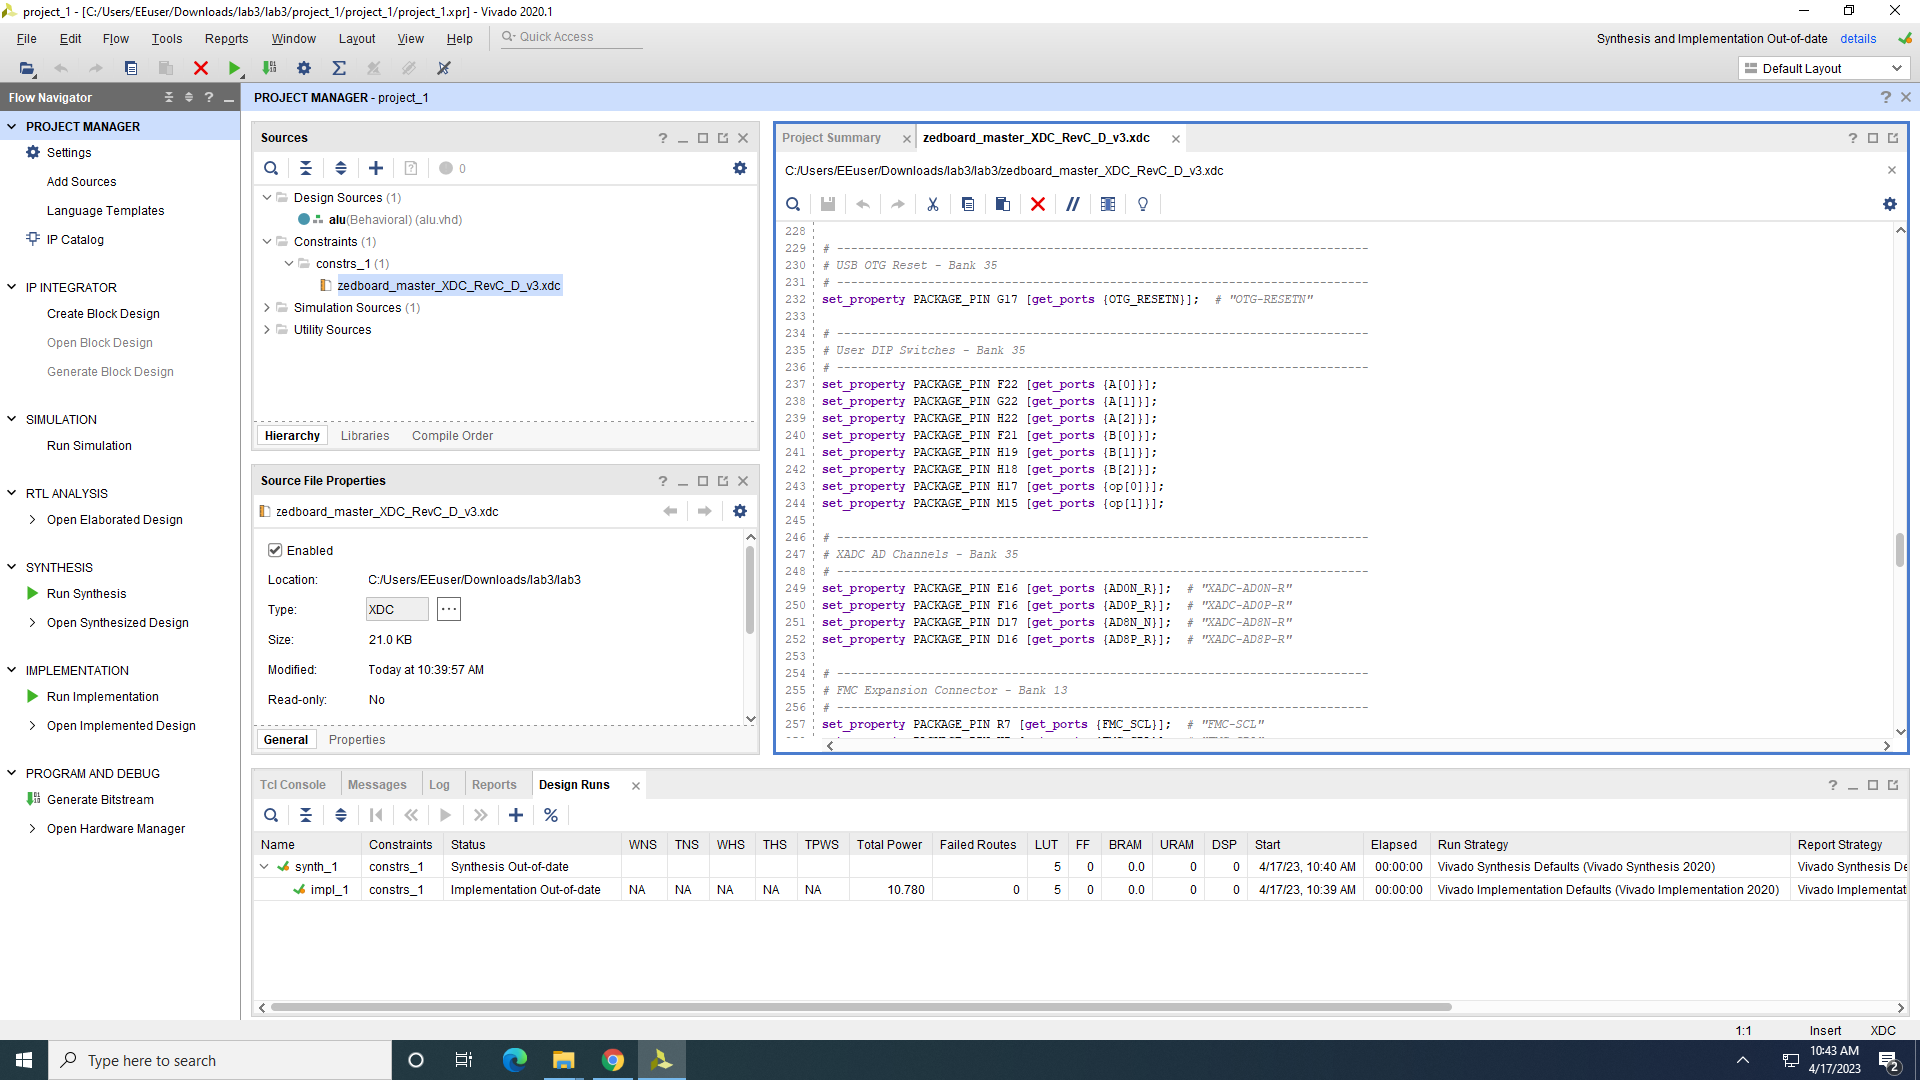 project_1 - [C:/Users/EEuser/Downloads/lab3/lab3/project_1/project_1/project_1.xpr] - Vivado 2020.1
File Edit Flow Tools Reports Window Layout View Help Quick Access
Synthesis and Implementation Out-of-date details
Default Layout
Flow Navigator
PROJECT MANAGER
Settings
Add Sources
Language Templates
IP Catalog
IP INTEGRATOR
Create Block Design
Open Block Design
Generate Block Design
SIMULATION
Run Simulation
RTL ANALYSIS
Open Elaborated Design
SYNTHESIS
Run Synthesis
Open Synthesized Design
IMPLEMENTATION
Run Implementation
Open Implemented Design
PROGRAM AND DEBUG
Generate Bitstream
Open Hardware Manager
PROJECT MANAGER - project_1
Sources
0
Design Sources (1)
alu(Behavioral) (alu.vhd)
Constraints (1)
constrs_1 (1)
zedboard_master_XDC_RevC_D_v3.xdc
Simulation Sources (1)
Utility Sources
Hierarchy Libraries Compile Order
Source File Properties
zedboard_master_XDC_RevC_D_v3.xdc
Enabled
Location: C:/Users/EEuser/Downloads/lab3/lab3
Type: XDC ...
Size: 21.0 KB
Modified: Today at 10:39:57 AM
Read-only: No
General Properties
Project Summary zedboard_master_XDC_RevC_D_v3.xdc
C:/Users/EEuser/Downloads/lab3/lab3/zedboard_master_XDC_RevC_D_v3.xdc
228
229 # ----------------------------------------------------------------------------
230 # USB OTG Reset - Bank 35
231 # ----------------------------------------------------------------------------
232 set_property PACKAGE_PIN G17 [get_ports {OTG_RESETN}]; # "OTG-RESETN"
233
234 # ----------------------------------------------------------------------------
235 # User DIP Switches - Bank 35
236 # ----------------------------------------------------------------------------
237 set_property PACKAGE_PIN F22 [get_ports {A[0]}];
238 set_property PACKAGE_PIN G22 [get_ports {A[1]}];
239 set_property PACKAGE_PIN H22 [get_ports {A[2]}];
240 set_property PACKAGE_PIN F21 [get_ports {B[0]}];
241 set_property PACKAGE_PIN H19 [get_ports {B[1]}];
242 set_property PACKAGE_PIN H18 [get_ports {B[2]}];
243 set_property PACKAGE_PIN H17 [get_ports {op[0]}];
244 set_property PACKAGE_PIN M15 [get_ports {op[1]}];
245
246 # ----------------------------------------------------------------------------
247 # XADC AD Channels - Bank 35
248 # ----------------------------------------------------------------------------
249 set_property PACKAGE_PIN E16 [get_ports {AD0N_R}]; # "XADC-AD0N-R"
250 set_property PACKAGE_PIN F16 [get_ports {AD0P_R}]; # "XADC-AD0P-R"
251 set_property PACKAGE_PIN D17 [get_ports {AD8N_N}]; # "XADC-AD8N-R"
252 set_property PACKAGE_PIN D16 [get_ports {AD8P_R}]; # "XADC-AD8P-R"
253
254 # ----------------------------------------------------------------------------
255 # FMC Expansion Connector - Bank 13
256 # ----------------------------------------------------------------------------
257 set_property PACKAGE_PIN R7 [get_ports {FMC_SCL}]; # "FMC-SCL"
Tcl Console Messages Log Reports Design Runs
Name Constraints Status WNS TNS WHS THS TPWS Total Power Failed Routes LUT FF BRAM URAM DSP Start Elapsed Run Strategy Report Strategy
synth_1 constrs_1 Synthesis Out-of-date 5 0 0.0 0 0 4/17/23, 10:40 AM 00:00:00 Vivado Synthesis Defaults (Vivado Synthesis 2020) Vivado Synthesis De
impl_1 constrs_1 Implementation Out-of-date NA NA NA NA NA 10.780 0 5 0 0.0 0 0 4/17/23, 10:39 AM 00:00:00 Vivado Implementation Defaults (Vivado Implementation 2020) Vivado Implementat
1:1 Insert XDC
Type here to search
10:43 AM
4/17/2023
2